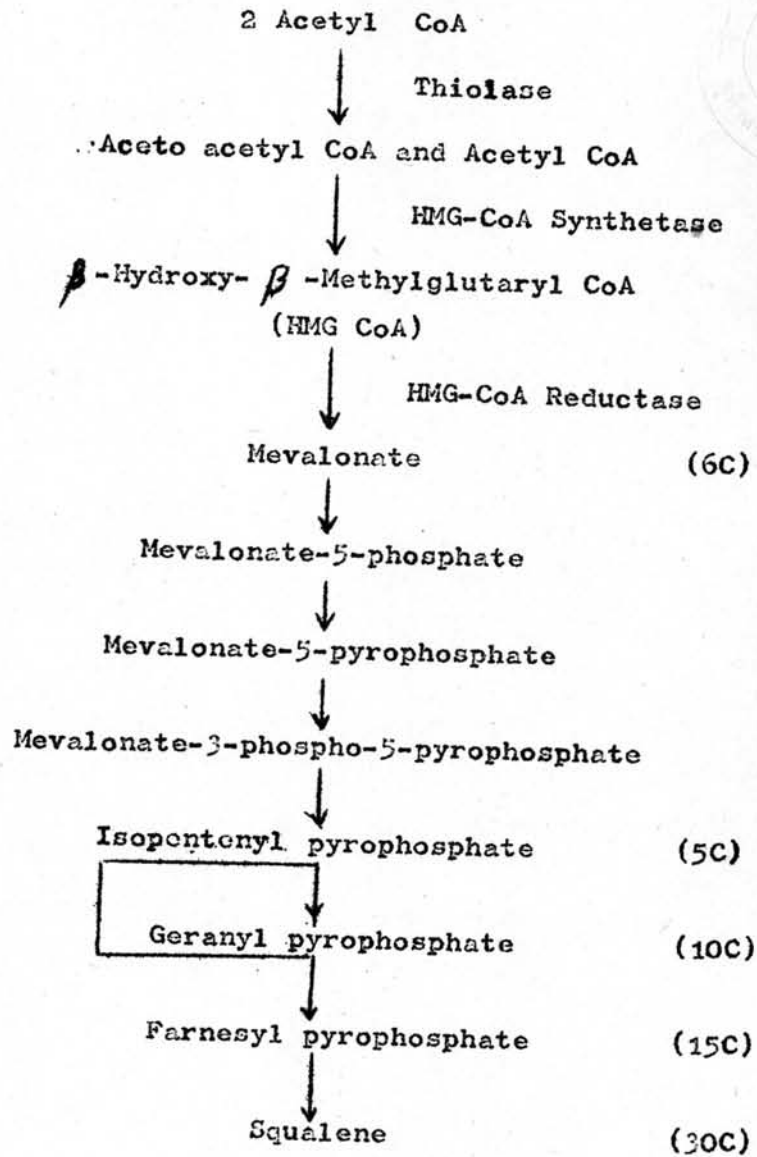 2 Acetyl CoA
Thiolase
Aceto acetyl CoA and Acetyl CoA
HMG-CoA Synthetase
β-Hydroxy- β -Methylglutaryl CoA
(HMG CoA)
HMG-CoA Reductase
Mevalonate (6C)
Mevalonate-5-phosphate
Mevalonate-5-pyrophosphate
Mevalonate-3-phospho-5-pyrophosphate
Isopentenyl pyrophosphate (5C)
Geranyl pyrophosphate (10C)
Farnesyl pyrophosphate (15C)
Squalene (30C)